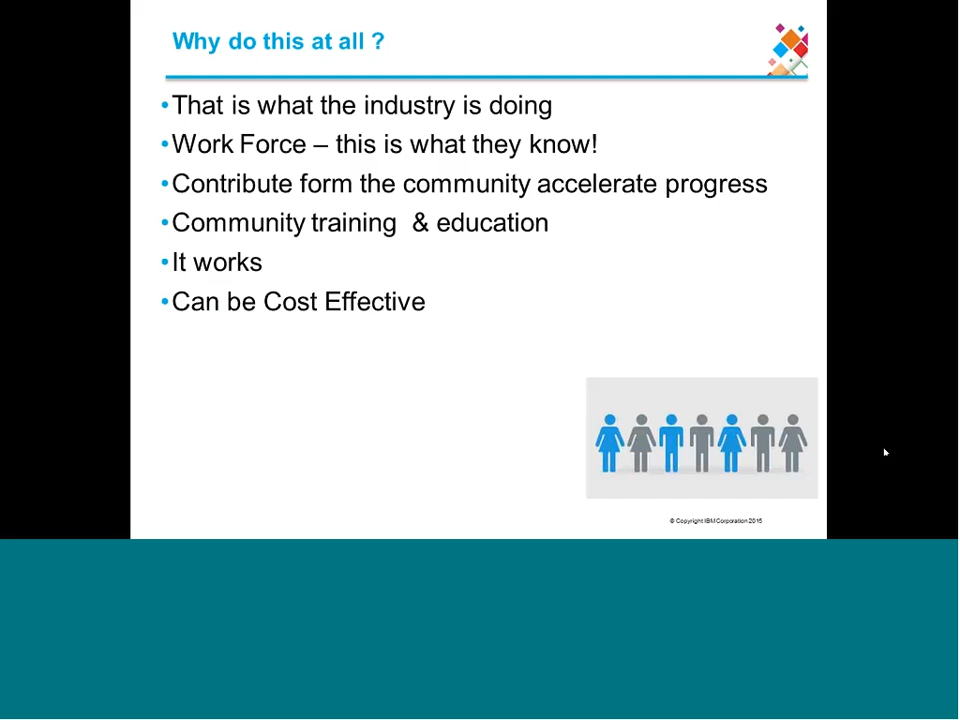 Why do this at all ?
•That is what the industry is doing
•Work Force – this is what they know!
•Contribute form the community accelerate progress
•Community training  & education
•It works
•Can be Cost Effective
© Copyright IBM Corporation 2015